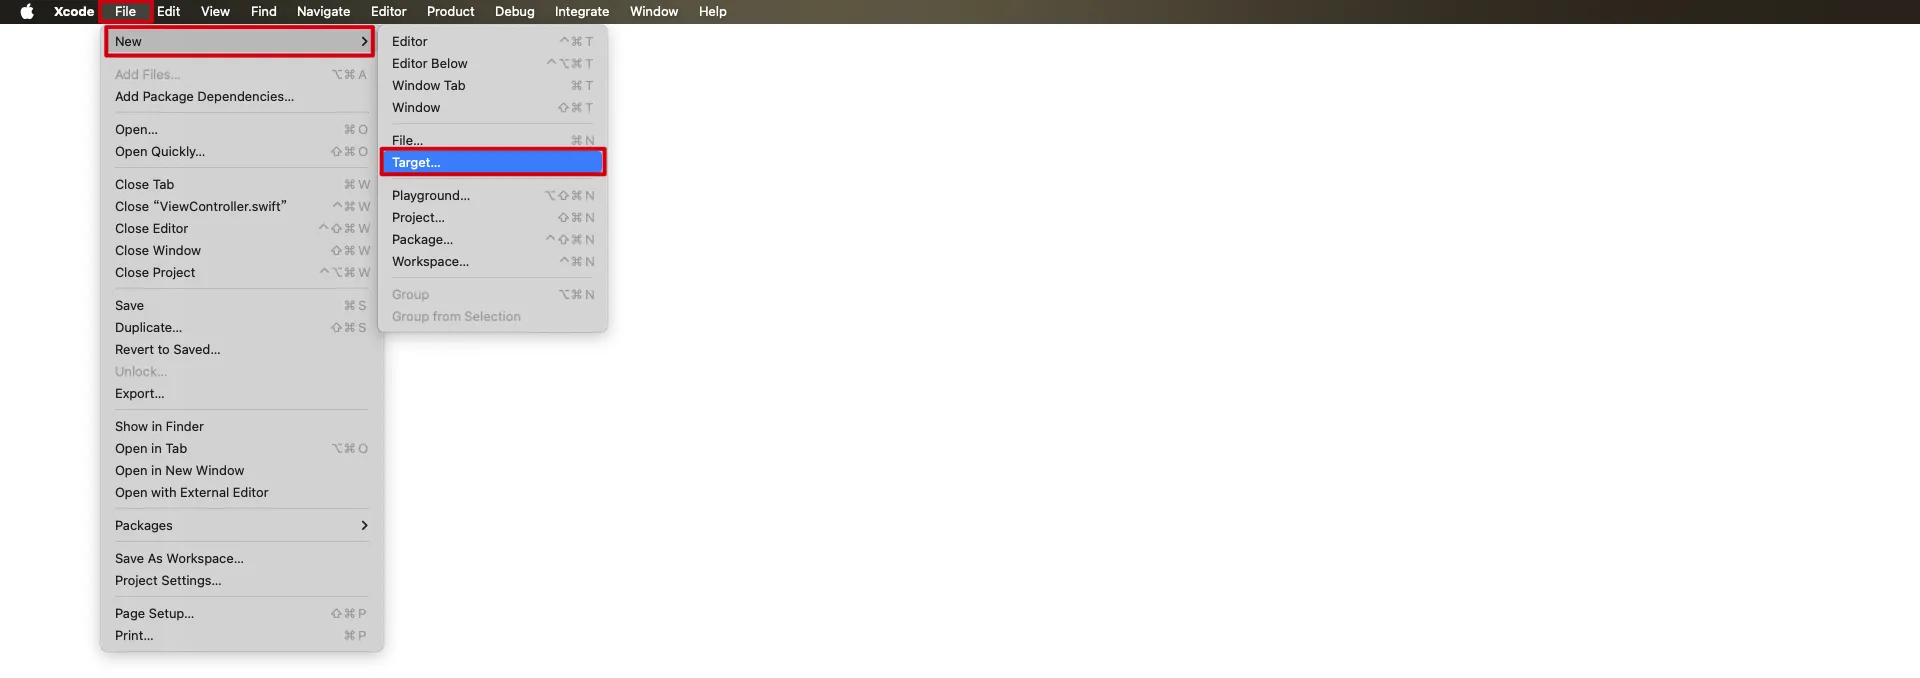 Xcode File Edit View Find Navigate Editor Product Debug Integrate Window Help
New >
Add Files... ⌥⌘A
Add Package Dependencies...
Open... ⌘O
Open Quickly... ⇧⌘O
Close Tab ⌘W
Close “ViewController.swift” ^⌘W
Close Editor ^⇧⌘W
Close Window ⇧⌘W
Close Project ^⌥⌘W
Save ⌘S
Duplicate... ⇧⌘S
Revert to Saved...
Unlock...
Export...
Show in Finder
Open in Tab ⌥⌘O
Open in New Window
Open with External Editor
Packages >
Save As Workspace...
Project Settings...
Page Setup... ⇧⌘P
Print... ⌘P
Editor ^⌘T
Editor Below ^⌥⌘T
Window Tab ⌘T
Window ⇧⌘T
File... ⌘N
Target...
Playground... ⌥⇧⌘N
Project... ⇧⌘N
Package... ^⇧⌘N
Workspace... ^⌘N
Group ⌥⌘N
Group from Selection